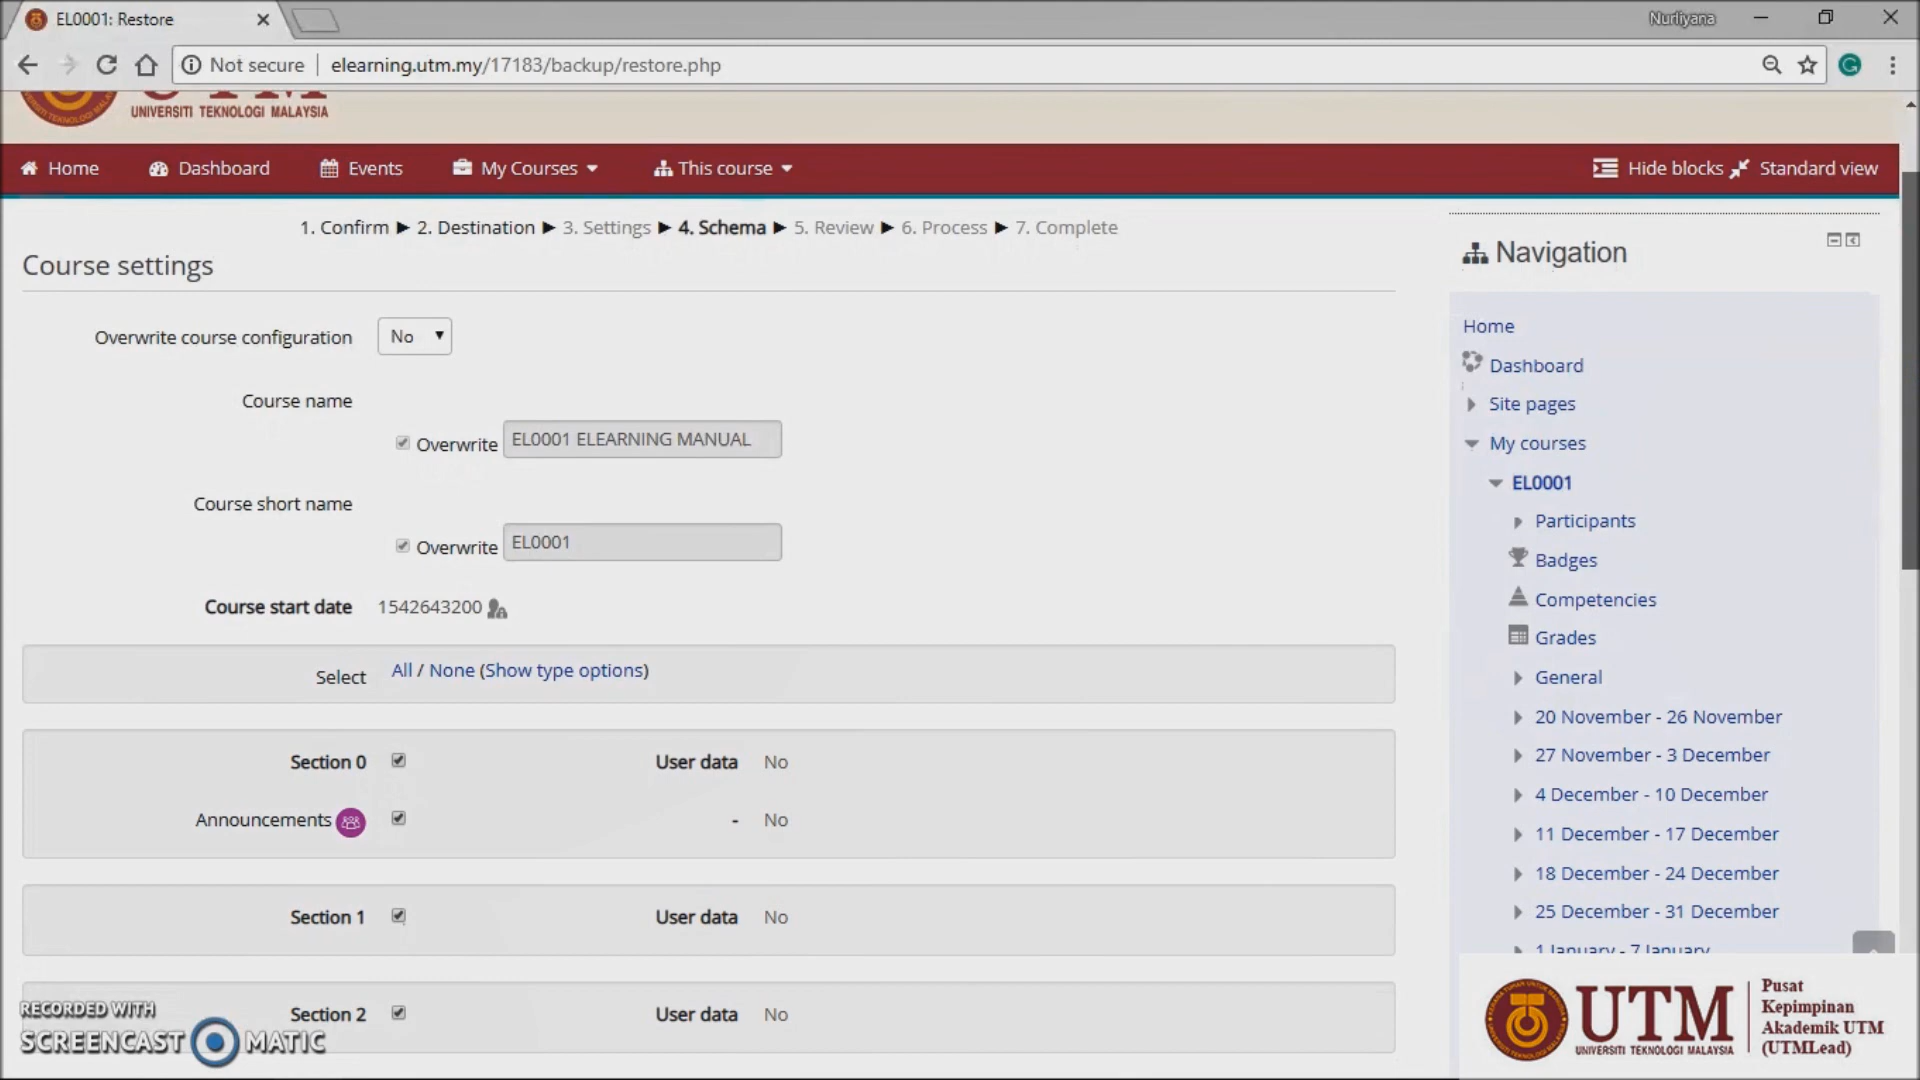 EL0001: Restore
Nurliyana
Not secure
elearning.utm.my/17183/backup/restore.php
UNIVERSITI TEKNOLOGI MALAYSIA
Home
Dashboard
Events
My Courses
This course
Hide blocks
Standard view
1. Confirm ► 2. Destination ► 3. Settings ► 4. Schema ► 5. Review ► 6. Process ► 7. Complete
Course settings
Overwrite course configuration No
Course name
Overwrite EL0001 ELEARNING MANUAL
Course short name
Overwrite EL0001
Course start date 1542643200
Select All / None (Show type options)
Section 0 User data No
Announcements - No
Section 1 User data No
Section 2 User data No
Navigation
Home
Dashboard
Site pages
My courses
EL0001
Participants
Badges
Competencies
Grades
General
20 November - 26 November
27 November - 3 December
4 December - 10 December
11 December - 17 December
18 December - 24 December
25 December - 31 December
1 January - 7 January
RECORDED WITH
SCREENCAST MATIC
UTM
UNIVERSITI TEKNOLOGI MALAYSIA
Pusat
Kepimpinan
Akademik UTM
(UTMLead)